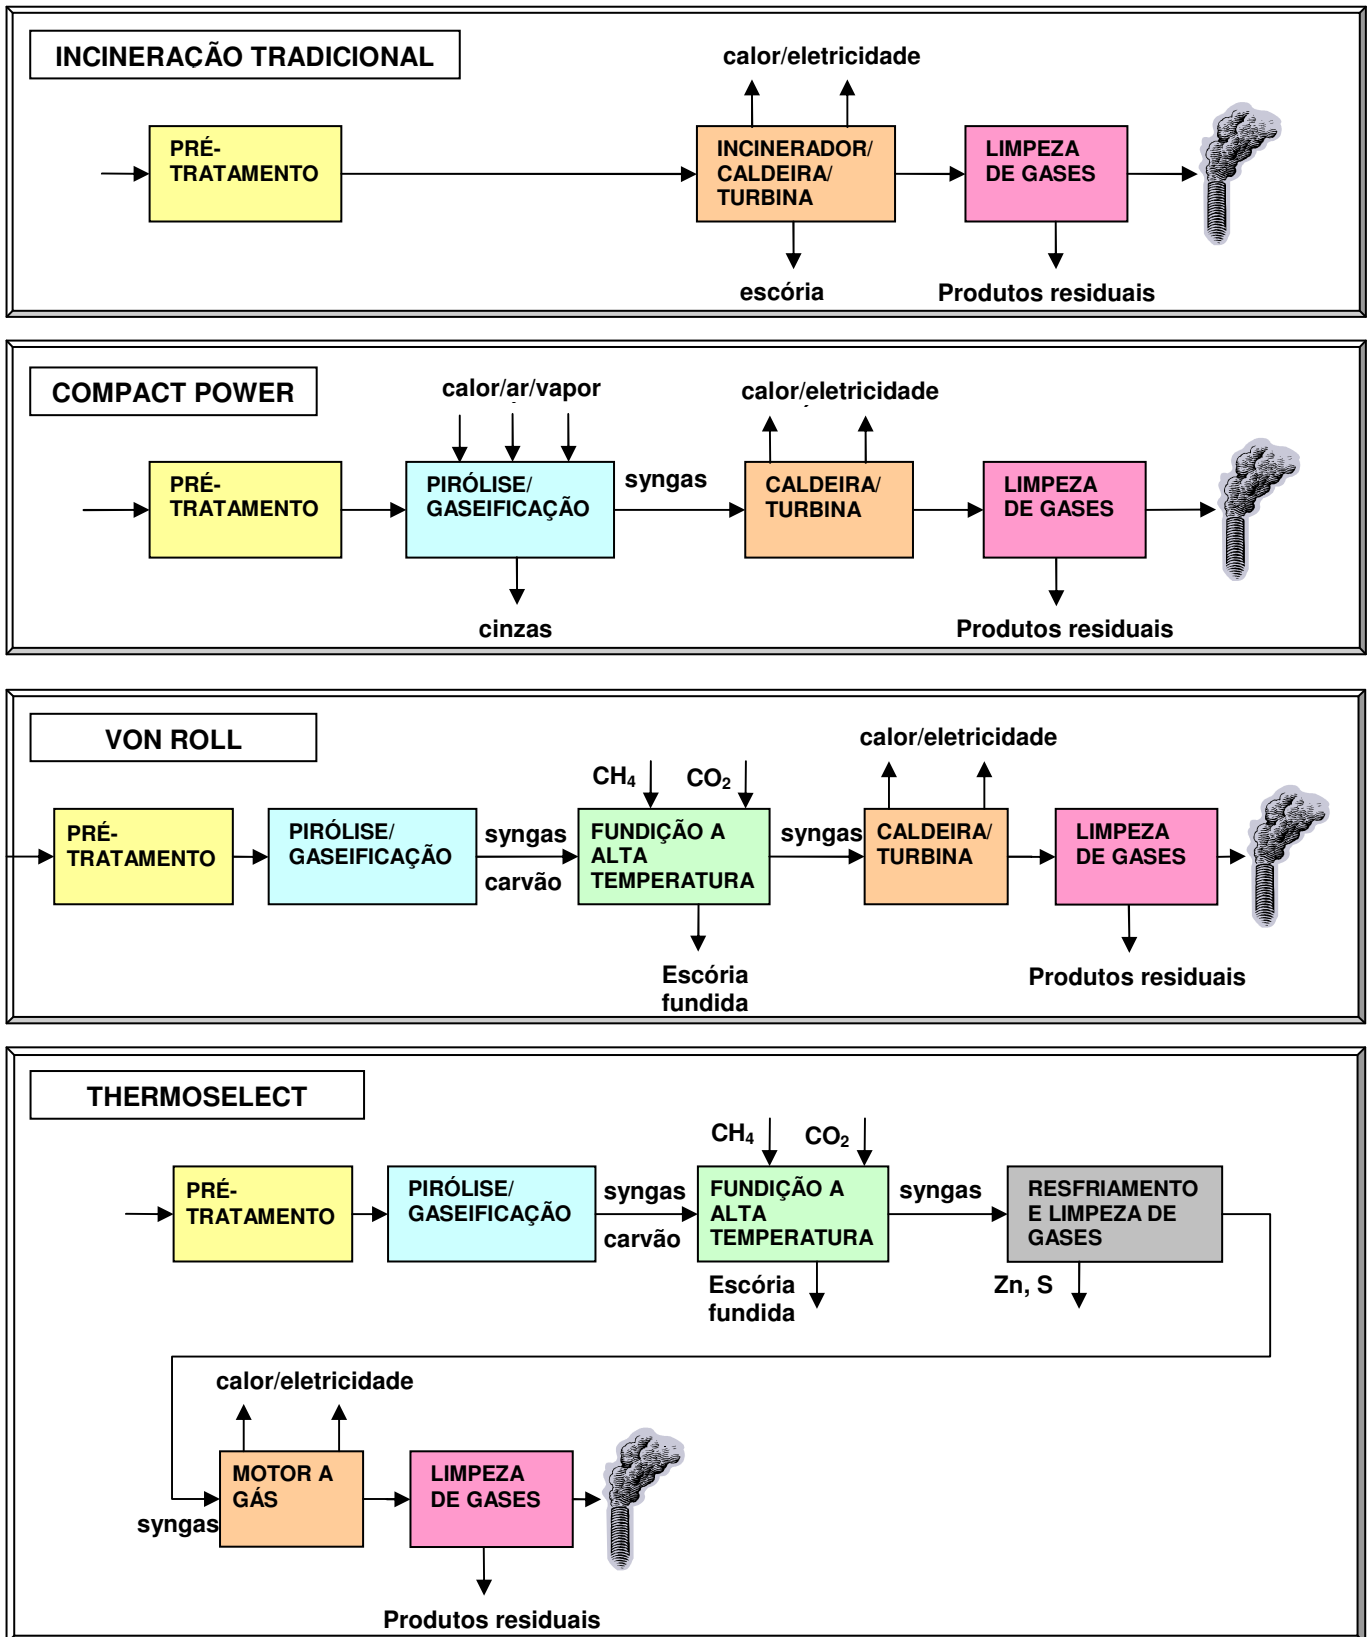 INCINERAÇÃO TRADICIONAL
calor/eletricidade
PRÉ-
TRATAMENTO
INCINERADOR/
CALDEIRA/
TURBINA
LIMPEZA
DE GASES
escória
Produtos residuais
COMPACT POWER
calor/ar/vapor
calor/eletricidade
PRÉ-
TRATAMENTO
PIRÓLISE/
GASEIFICAÇÃO
syngas
CALDEIRA/
TURBINA
LIMPEZA
DE GASES
cinzas
Produtos residuais
VON ROLL
calor/eletricidade
CH₄
CO₂
PRÉ-
TRATAMENTO
PIRÓLISE/
GASEIFICAÇÃO
syngas
carvão
FUNDIÇÃO A
ALTA
TEMPERATURA
syngas
CALDEIRA/
TURBINA
LIMPEZA
DE GASES
Escória
fundida
Produtos residuais
THERMOSELECT
CH₄
CO₂
PRÉ-
TRATAMENTO
PIRÓLISE/
GASEIFICAÇÃO
syngas
carvão
FUNDIÇÃO A
ALTA
TEMPERATURA
syngas
RESFRIAMENTO
E LIMPEZA DE
GASES
Escória
fundida
Zn, S
calor/eletricidade
syngas
MOTOR A
GÁS
LIMPEZA
DE GASES
Produtos residuais